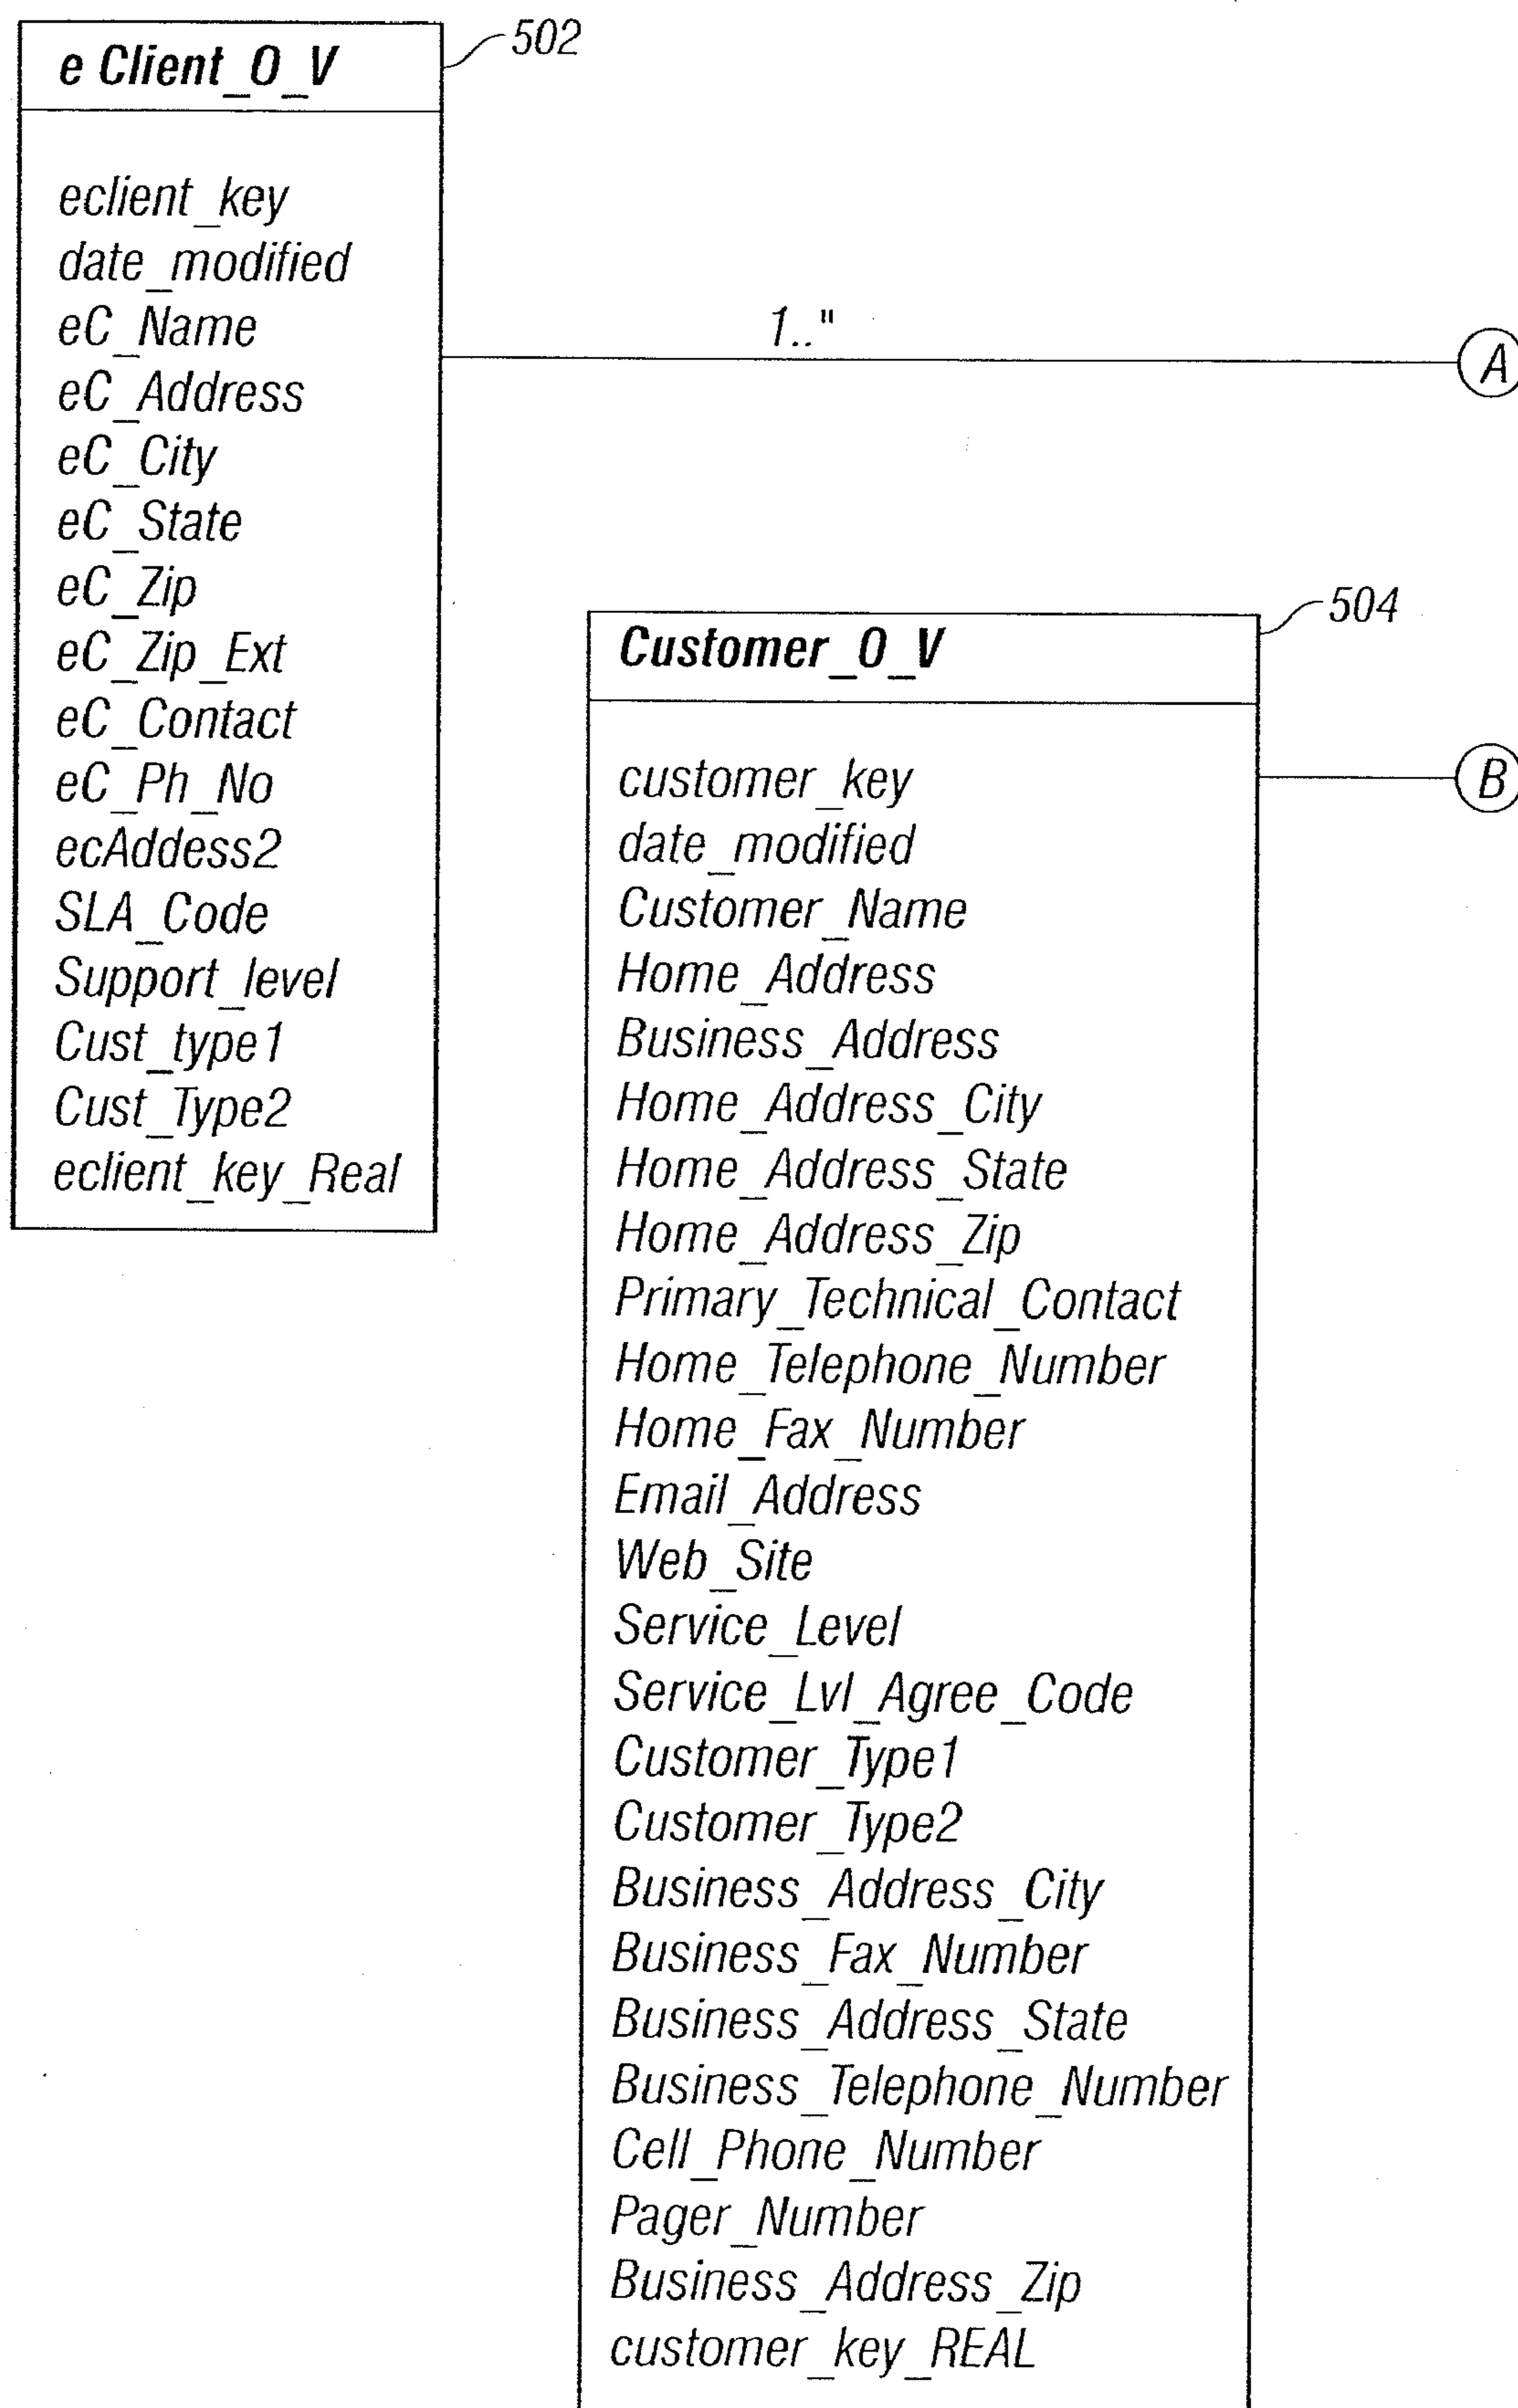 e Client_O_V
502
eclient_key
date_modified
eC_Name
eC_Address
eC_City
eC_State
eC_Zip
eC_Zip_Ext
eC_Contact
eC_Ph_No
ecAddess2
SLA_Code
Support_level
Cust_type1
Cust_Type2
eclient_key_Real
1.."
A
Customer_O_V
504
B
customer_key
date_modified
Customer_Name
Home_Address
Business_Address
Home_Address_City
Home_Address_State
Home_Address_Zip
Primary_Technical_Contact
Home_Telephone_Number
Home_Fax_Number
Email_Address
Web_Site
Service_Level
Service_Lvl_Agree_Code
Customer_Type1
Customer_Type2
Business_Address_City
Business_Fax_Number
Business_Address_State
Business_Telephone_Number
Cell_Phone_Number
Pager_Number
Business_Address_Zip
customer_key_REAL